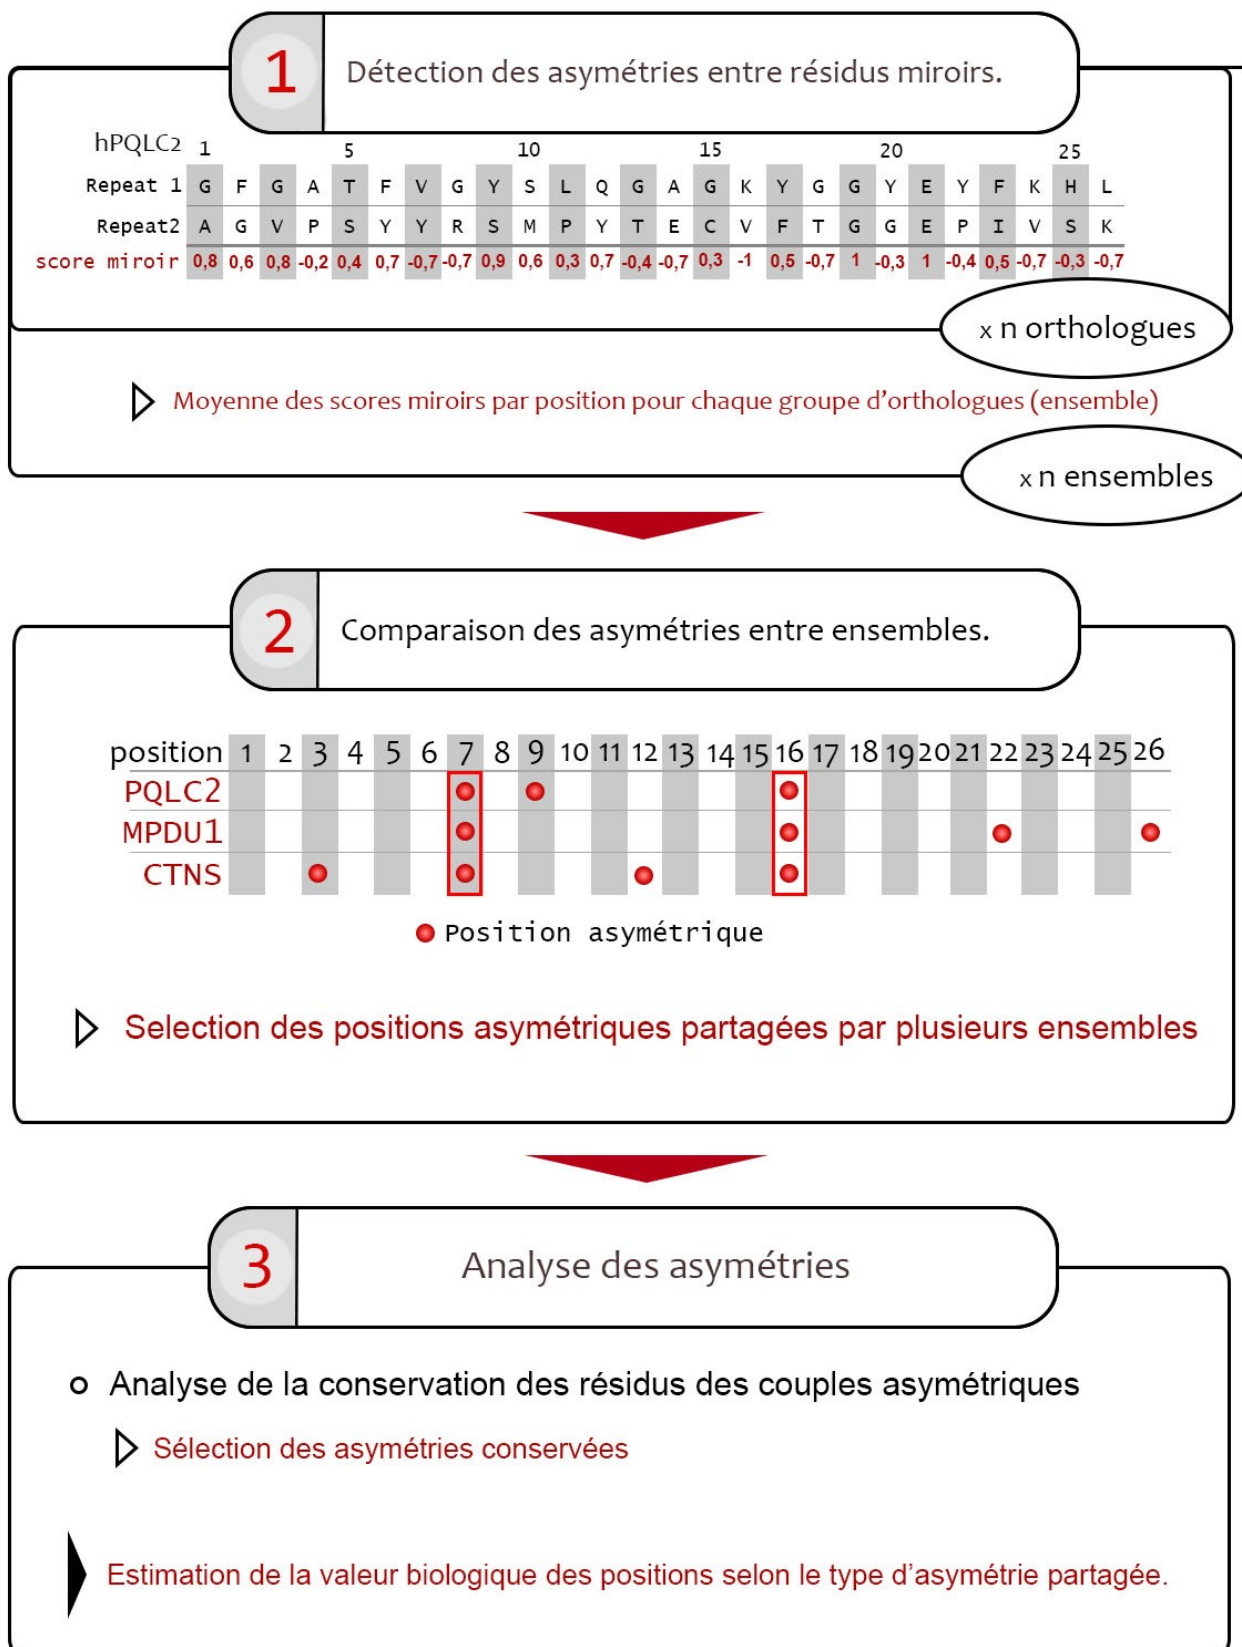 1 Détection des asymétries entre résidus miroirs.
hPQLC2 1 5 10 15 20 25
Repeat 1 G F G A T F V G Y S L Q G A G K Y G G Y E Y F K H L
Repeat2 A G V P S Y Y R S M P Y T E C V F T G G E P I V S K
score miroir 0,8 0,6 0,8 -0,2 0,4 0,7 -0,7 -0,7 0,9 0,6 0,3 0,7 -0,4 -0,7 0,3 -1 0,5 -0,7 1 -0,3 1 -0,4 0,5 -0,7 -0,3 -0,7
x n orthologues
Moyenne des scores miroirs par position pour chaque groupe d'orthologues (ensemble)
x n ensembles
2 Comparaison des asymétries entre ensembles.
position 1 2 3 4 5 6 7 8 9 10 11 12 13 14 15 16 17 18 19 20 21 22 23 24 25 26
PQLC2
MPDU1
CTNS
Position asymétrique
Selection des positions asymétriques partagées par plusieurs ensembles
3 Analyse des asymétries
Analyse de la conservation des résidus des couples asymétriques
Sélection des asymétries conservées
Estimation de la valeur biologique des positions selon le type d'asymétrie partagée.